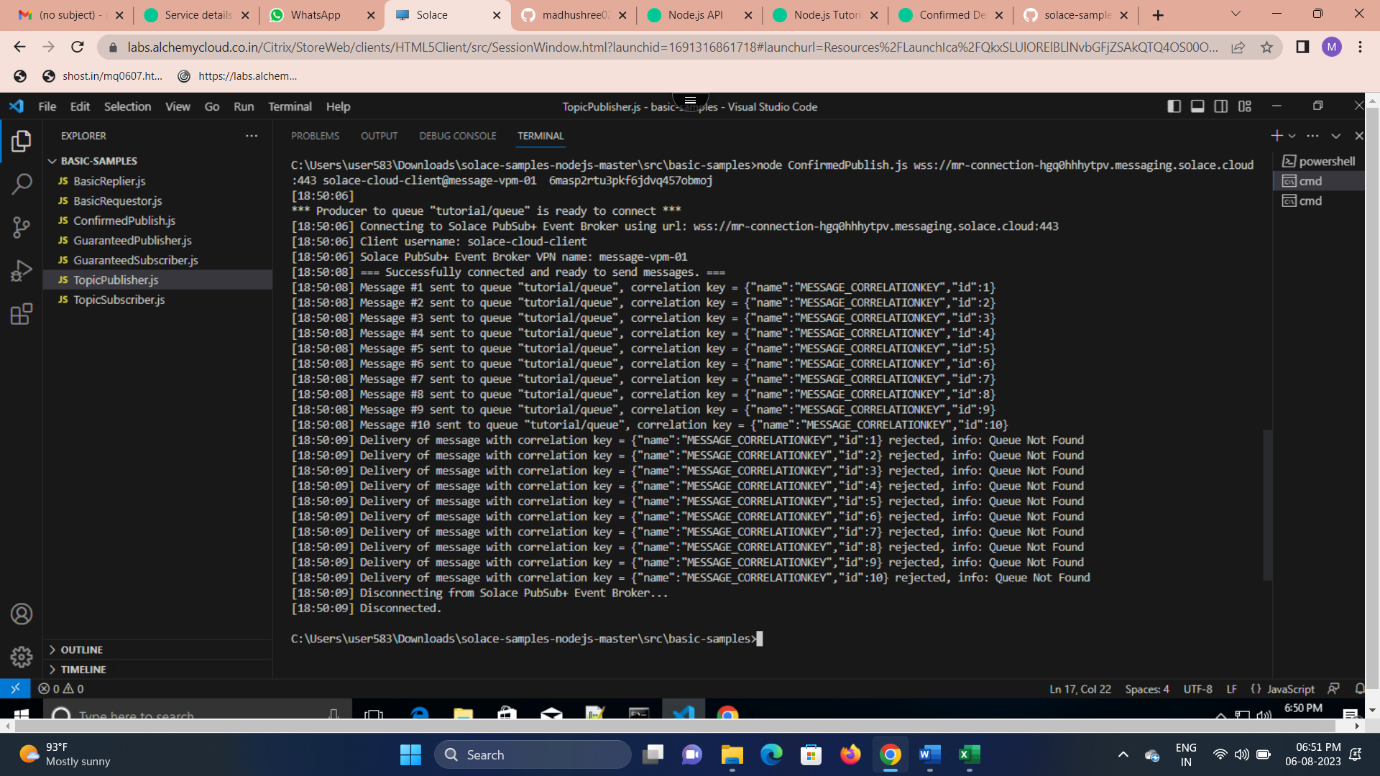 (no subject) -
Service details
WhatsApp
Solace
madhushree02
Node.js API
Node.js Tutori
Confirmed De
solace-sample
labs.alchemycloud.co.in/Citrix/StoreWeb/clients/HTML5Client/src/SessionWindow.html?launchid=1691316861718#launchurl=Resources%2FLaunchIca%2F
M
shost.in/mq0607.ht...
https://labs.alchem...
File Edit Selection View Go Run Terminal Help
TopicPublisher.js - basic-samples - Visual Studio Code
EXPLORER
BASIC-SAMPLES
JS BasicReplier.js
JS BasicRequestor.js
JS ConfirmedPublish.js
JS GuaranteedPublisher.js
JS GuaranteedSubscriber.js
JS TopicPublisher.js
JS TopicSubscriber.js
OUTLINE
TIMELINE
PROBLEMS OUTPUT DEBUG CONSOLE TERMINAL
C:\Users\user583\Downloads\solace-samples-nodejs-master\src\basic-samples>node ConfirmedPublish.js wss://mr-connection-hgq0hhhytpv.messaging.solace.cloud
:443 solace-cloud-client@message-vpm-01 6masp2rtu3pkf6jdvq457obmoj
[18:50:06]
*** Producer to queue "tutorial/queue" is ready to connect ***
[18:50:06] Connecting to Solace PubSub+ Event Broker using url: wss://mr-connection-hgq0hhhytpv.messaging.solace.cloud:443
[18:50:06] Client username: solace-cloud-client
[18:50:06] Solace PubSub+ Event Broker VPN name: message-vpm-01
[18:50:08] === Successfully connected and ready to send messages. ===
[18:50:08] Message #1 sent to queue "tutorial/queue", correlation key = {"name":"MESSAGE_CORRELATIONKEY","id":1}
[18:50:08] Message #2 sent to queue "tutorial/queue", correlation key = {"name":"MESSAGE_CORRELATIONKEY","id":2}
[18:50:08] Message #3 sent to queue "tutorial/queue", correlation key = {"name":"MESSAGE_CORRELATIONKEY","id":3}
[18:50:08] Message #4 sent to queue "tutorial/queue", correlation key = {"name":"MESSAGE_CORRELATIONKEY","id":4}
[18:50:08] Message #5 sent to queue "tutorial/queue", correlation key = {"name":"MESSAGE_CORRELATIONKEY","id":5}
[18:50:08] Message #6 sent to queue "tutorial/queue", correlation key = {"name":"MESSAGE_CORRELATIONKEY","id":6}
[18:50:08] Message #7 sent to queue "tutorial/queue", correlation key = {"name":"MESSAGE_CORRELATIONKEY","id":7}
[18:50:08] Message #8 sent to queue "tutorial/queue", correlation key = {"name":"MESSAGE_CORRELATIONKEY","id":8}
[18:50:08] Message #9 sent to queue "tutorial/queue", correlation key = {"name":"MESSAGE_CORRELATIONKEY","id":9}
[18:50:08] Message #10 sent to queue "tutorial/queue", correlation key = {"name":"MESSAGE_CORRELATIONKEY","id":10}
[18:50:09] Delivery of message with correlation key = {"name":"MESSAGE_CORRELATIONKEY","id":1} rejected, info: Queue Not Found
[18:50:09] Delivery of message with correlation key = {"name":"MESSAGE_CORRELATIONKEY","id":2} rejected, info: Queue Not Found
[18:50:09] Delivery of message with correlation key = {"name":"MESSAGE_CORRELATIONKEY","id":3} rejected, info: Queue Not Found
[18:50:09] Delivery of message with correlation key = {"name":"MESSAGE_CORRELATIONKEY","id":4} rejected, info: Queue Not Found
[18:50:09] Delivery of message with correlation key = {"name":"MESSAGE_CORRELATIONKEY","id":5} rejected, info: Queue Not Found
[18:50:09] Delivery of message with correlation key = {"name":"MESSAGE_CORRELATIONKEY","id":6} rejected, info: Queue Not Found
[18:50:09] Delivery of message with correlation key = {"name":"MESSAGE_CORRELATIONKEY","id":7} rejected, info: Queue Not Found
[18:50:09] Delivery of message with correlation key = {"name":"MESSAGE_CORRELATIONKEY","id":8} rejected, info: Queue Not Found
[18:50:09] Delivery of message with correlation key = {"name":"MESSAGE_CORRELATIONKEY","id":9} rejected, info: Queue Not Found
[18:50:09] Delivery of message with correlation key = {"name":"MESSAGE_CORRELATIONKEY","id":10} rejected, info: Queue Not Found
[18:50:09] Disconnecting from Solace PubSub+ Event Broker...
[18:50:09] Disconnected.
C:\Users\user583\Downloads\solace-samples-nodejs-master\src\basic-samples>
powershell
cmd
cmd
0 0
Ln 17, Col 22 Spaces: 4 UTF-8 LF {} JavaScript
Type here to search
6:50 PM
93°F
Mostly sunny
Search
ENG
IN
06:51 PM
06-08-2023